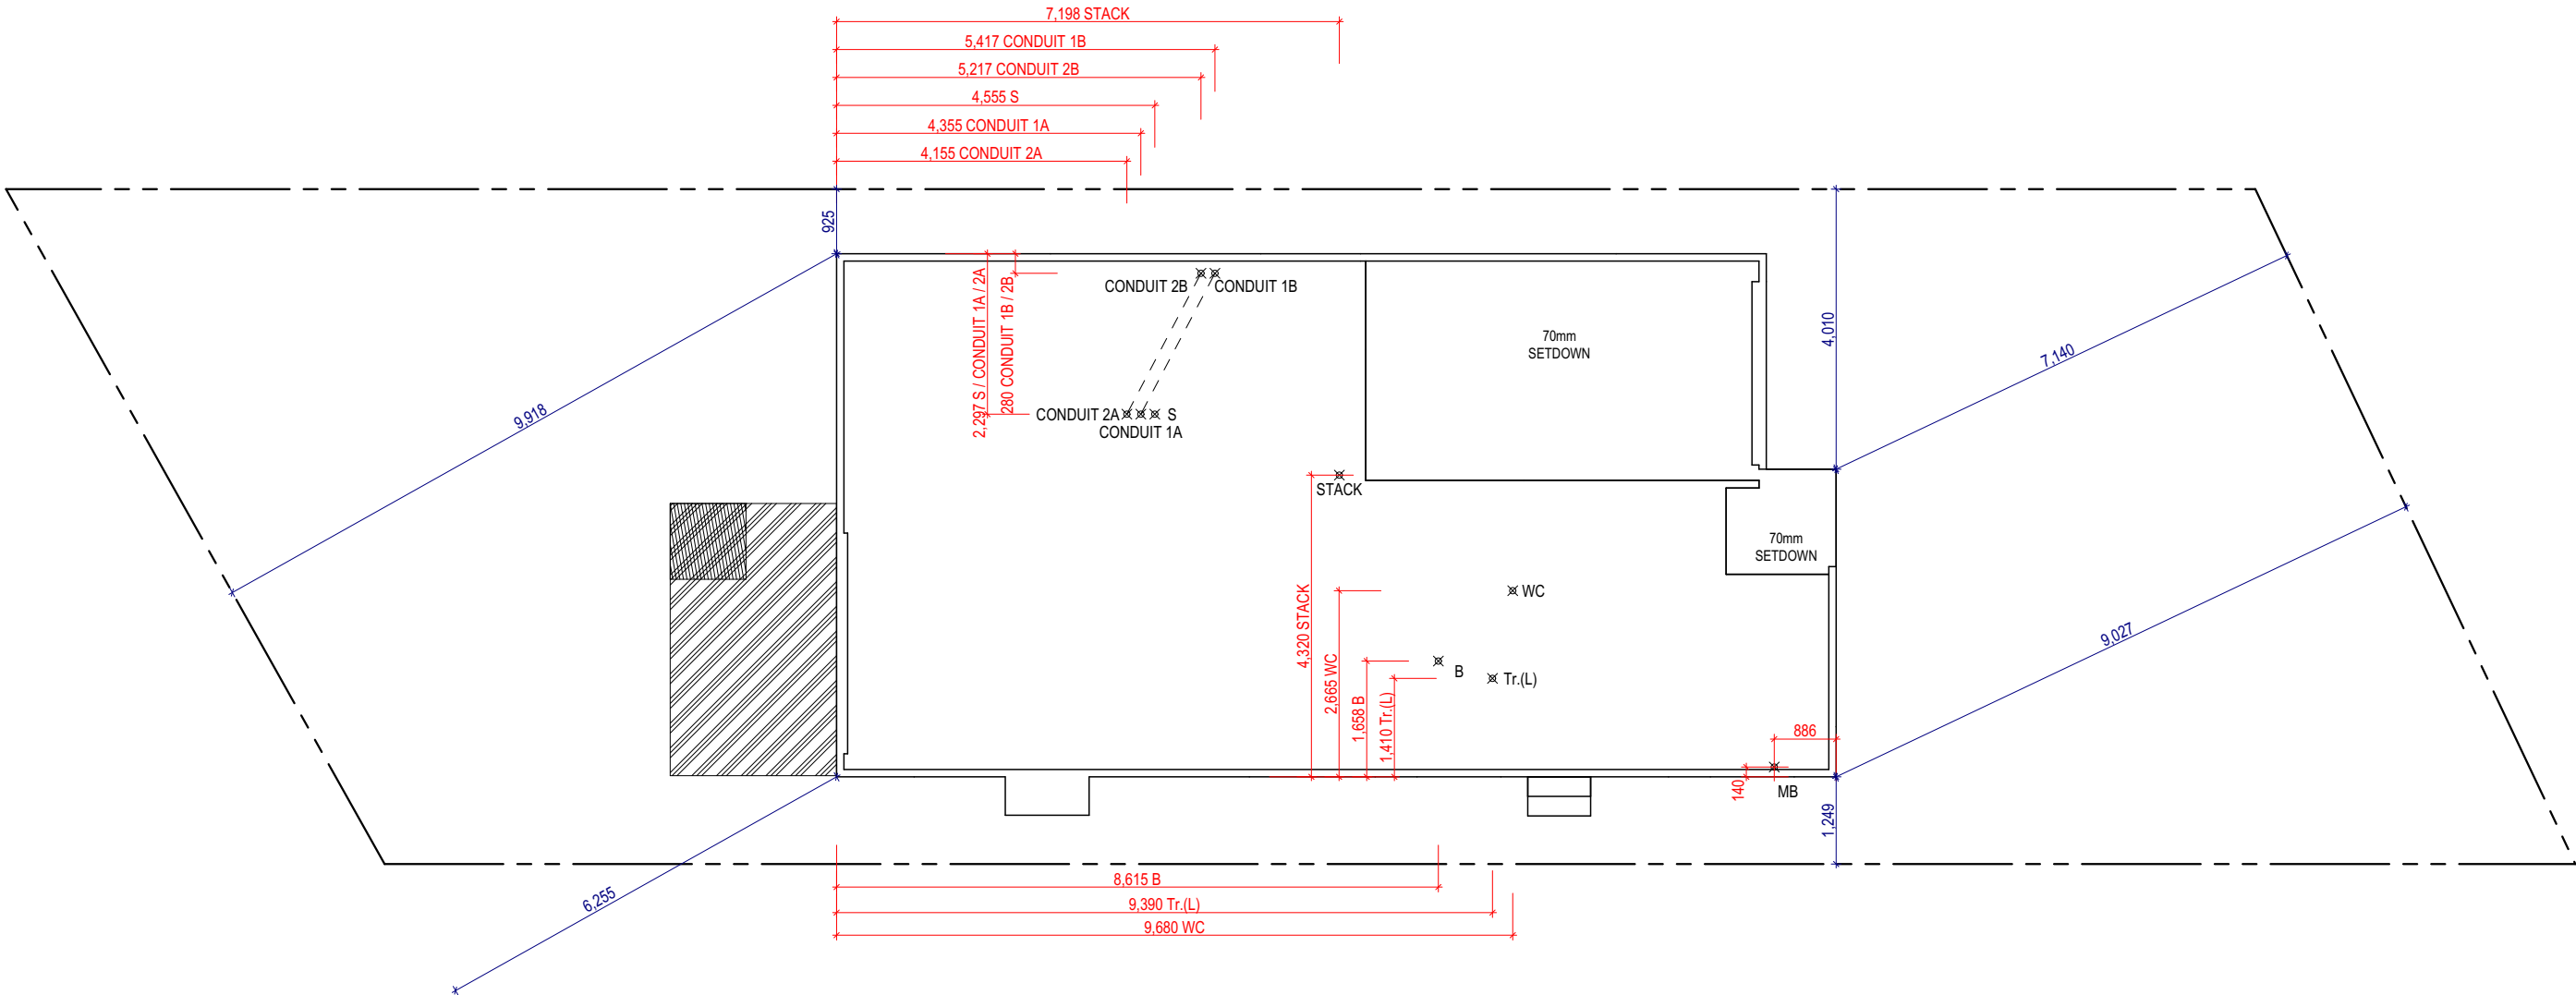 7,198 STACK
5,417 CONDUIT 1B
5,217 CONDUIT 2B
4,555 S
4,355 CONDUIT 1A
4,155 CONDUIT 2A
925
2,297 S / CONDUIT 1A / 2A
280 CONDUIT 1B / 2B
CONDUIT 2B
CONDUIT 1B
70mm
SETDOWN
4,010
7,140
9,918
CONDUIT 2A
S
CONDUIT 1A
STACK
70mm
SETDOWN
4,320 STACK
WC
2,665 WC
9,027
B
Tr.(L)
1,658 B
1,410 Tr.(L)
886
140
MB
1,249
8,615 B
6,255
9,390 Tr.(L)
9,680 WC